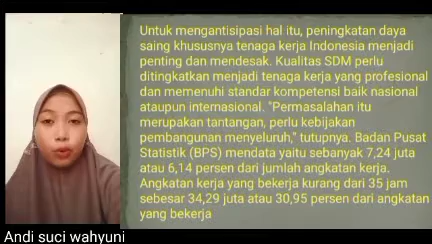 Untuk mengantisipasi hal itu, peningkatan daya
saing khususnya tenaga kerja Indonesia menjadi
penting dan mendesak. Kualitas SDM perlu
ditingkatkan menjadi tenaga kerja yang profesional
dan memenuhi standar kompetensi baik nasional
ataupun internasional. "Permasalahan itu
merupakan tantangan, perlu kebijakan
pembangunan menyeluruh," tutupnya. Badan Pusat
Statistik (BPS) mendata yaitu sebanyak 7,24 juta
atau 6,14 persen dari jumlah angkatan kerja.
Angkatan kerja yang bekerja kurang dari 35 jam
sebesar 34,29 juta atau 30,95 persen dari angkatan
yang bekerja
Andi suci wahyuni